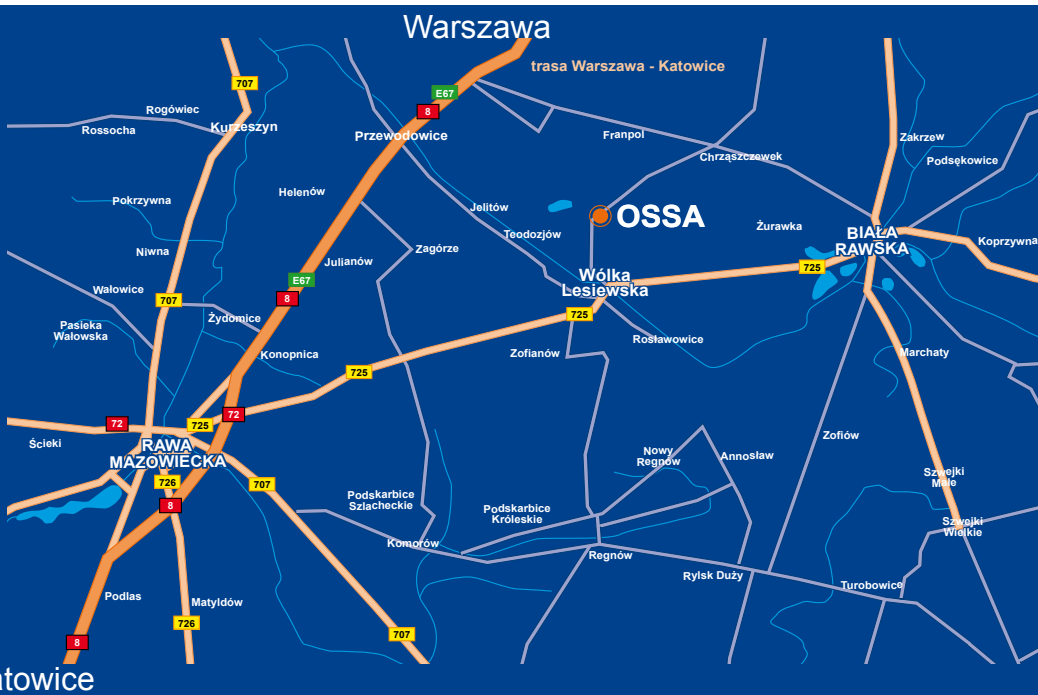 Warszawa
trasa Warszawa - Katowice
707
E67
8
Rogówiec
Rossocha
Kurzeszyn
Przewodowice
Franpol
Zakrzew
Chrząszczewek
Podsękowice
Pokrzywna
Helenów
Jelitów
OSSA
Teodozjów
Żurawka
BIAŁA
RAWSKA
Koprzywna
Niwna
Zagórze
Julianów
725
E67
8
Wólka
Lesiewska
Wałowice
707
Żydomice
725
Pasieka
Wałowska
Konopnica
Zofianów
Rosławowice
Marchaty
725
72
725
72
Ścieki
RAWA
MAZOWIECKA
Zofiów
Nowy
Regnów
Annosław
726
707
Szwejki
Małe
8
Podskarbice
Szlacheckie
Podskarbice
Króleskie
Szwejki
Wielkie
Komorów
Regnów
Rylsk Duży
Turobowice
Podlas
Matyldów
726
707
8
atowice